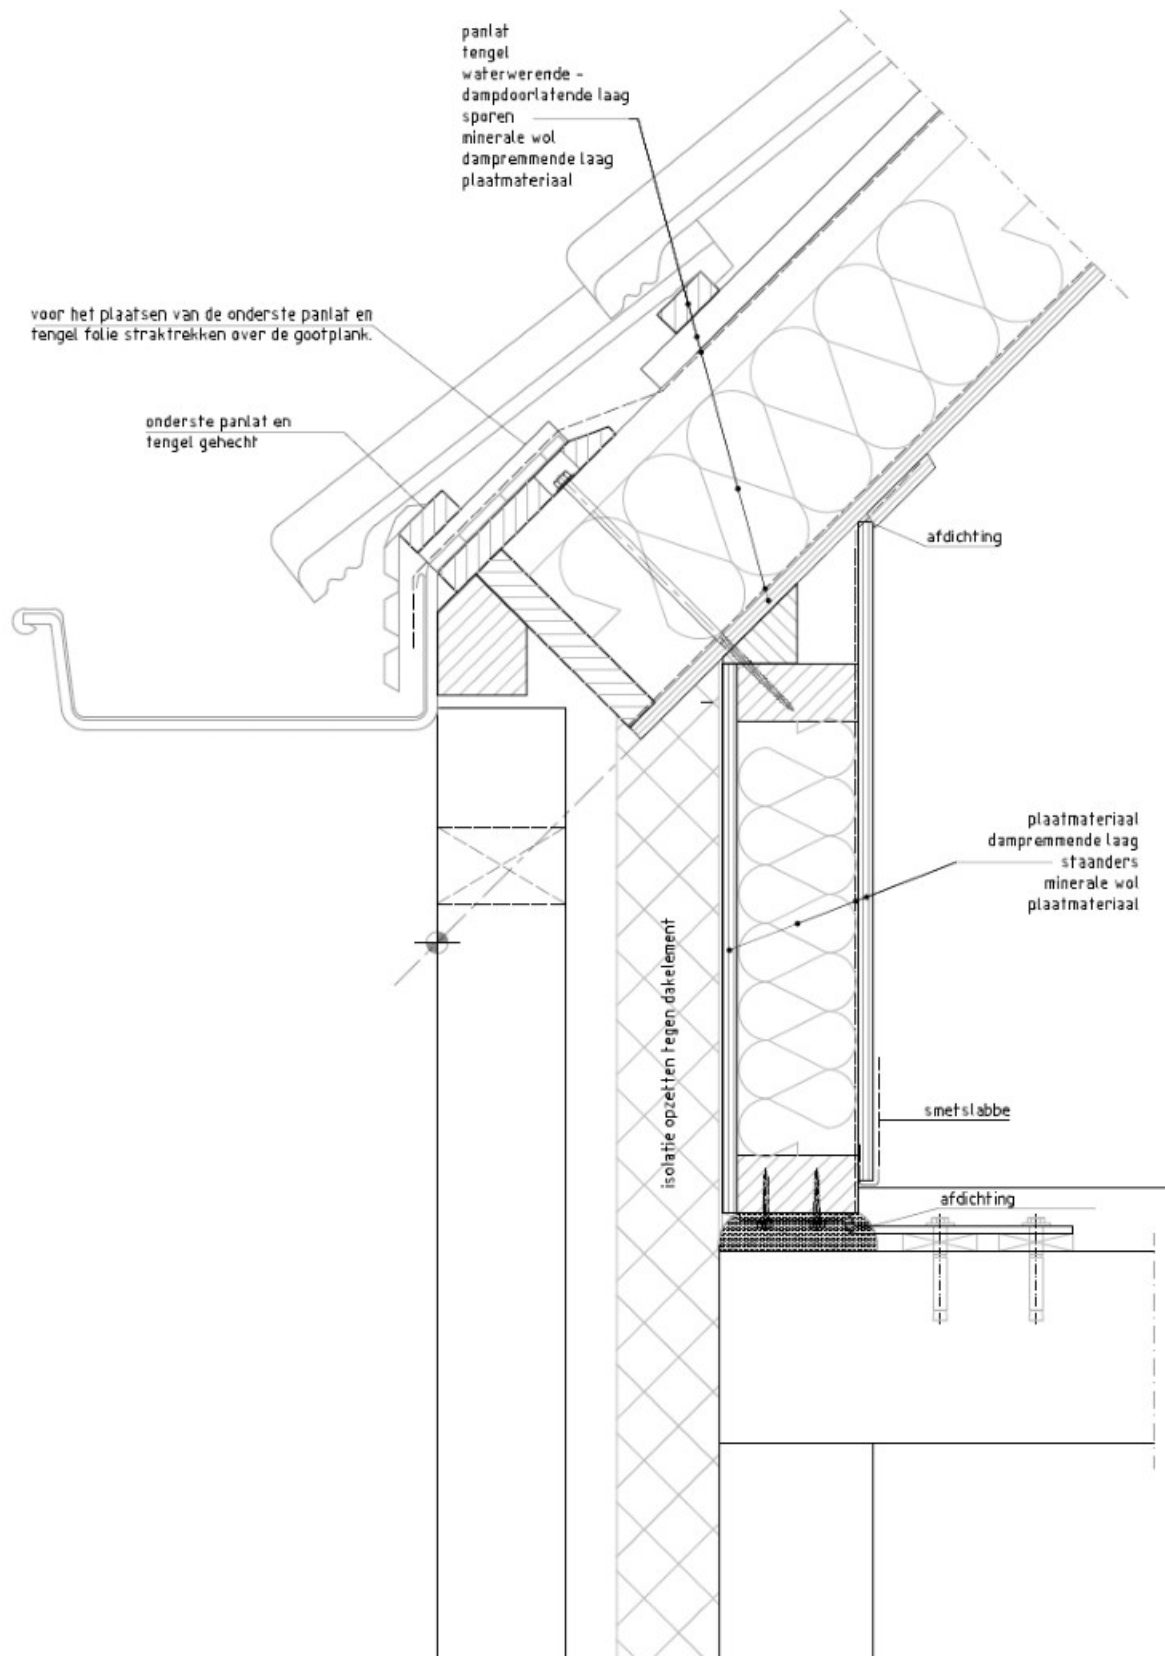 panlat
tengel
waterwerende -
dampdoorlatende laag
sporen
minerale wol
dampremmende laag
plaatmateriaal
voor het plaatsen van de onderste panlat en
tengel folie straktrekken over de gootplank.
onderste panlat en
tengel gehecht
afdichting
plaatmateriaal
dampremmende laag
staanders
minerale wol
plaatmateriaal
isolatie opzetten tegen dakelement
smetslabbe
afdichting